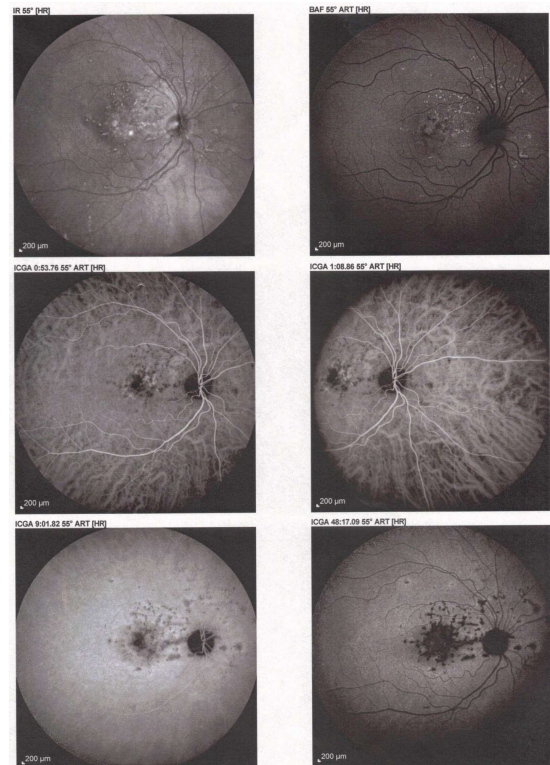 IR 55° [HR]
BAF 55° ART [HR]
200 µm
200 µm
ICGA 0:53.76 55° ART [HR]
ICGA 1:08.86 55° ART [HR]
200 µm
200 µm
ICGA 9:01.82 55° ART [HR]
ICGA 48:17.09 55° ART [HR]
200 µm
200 µm